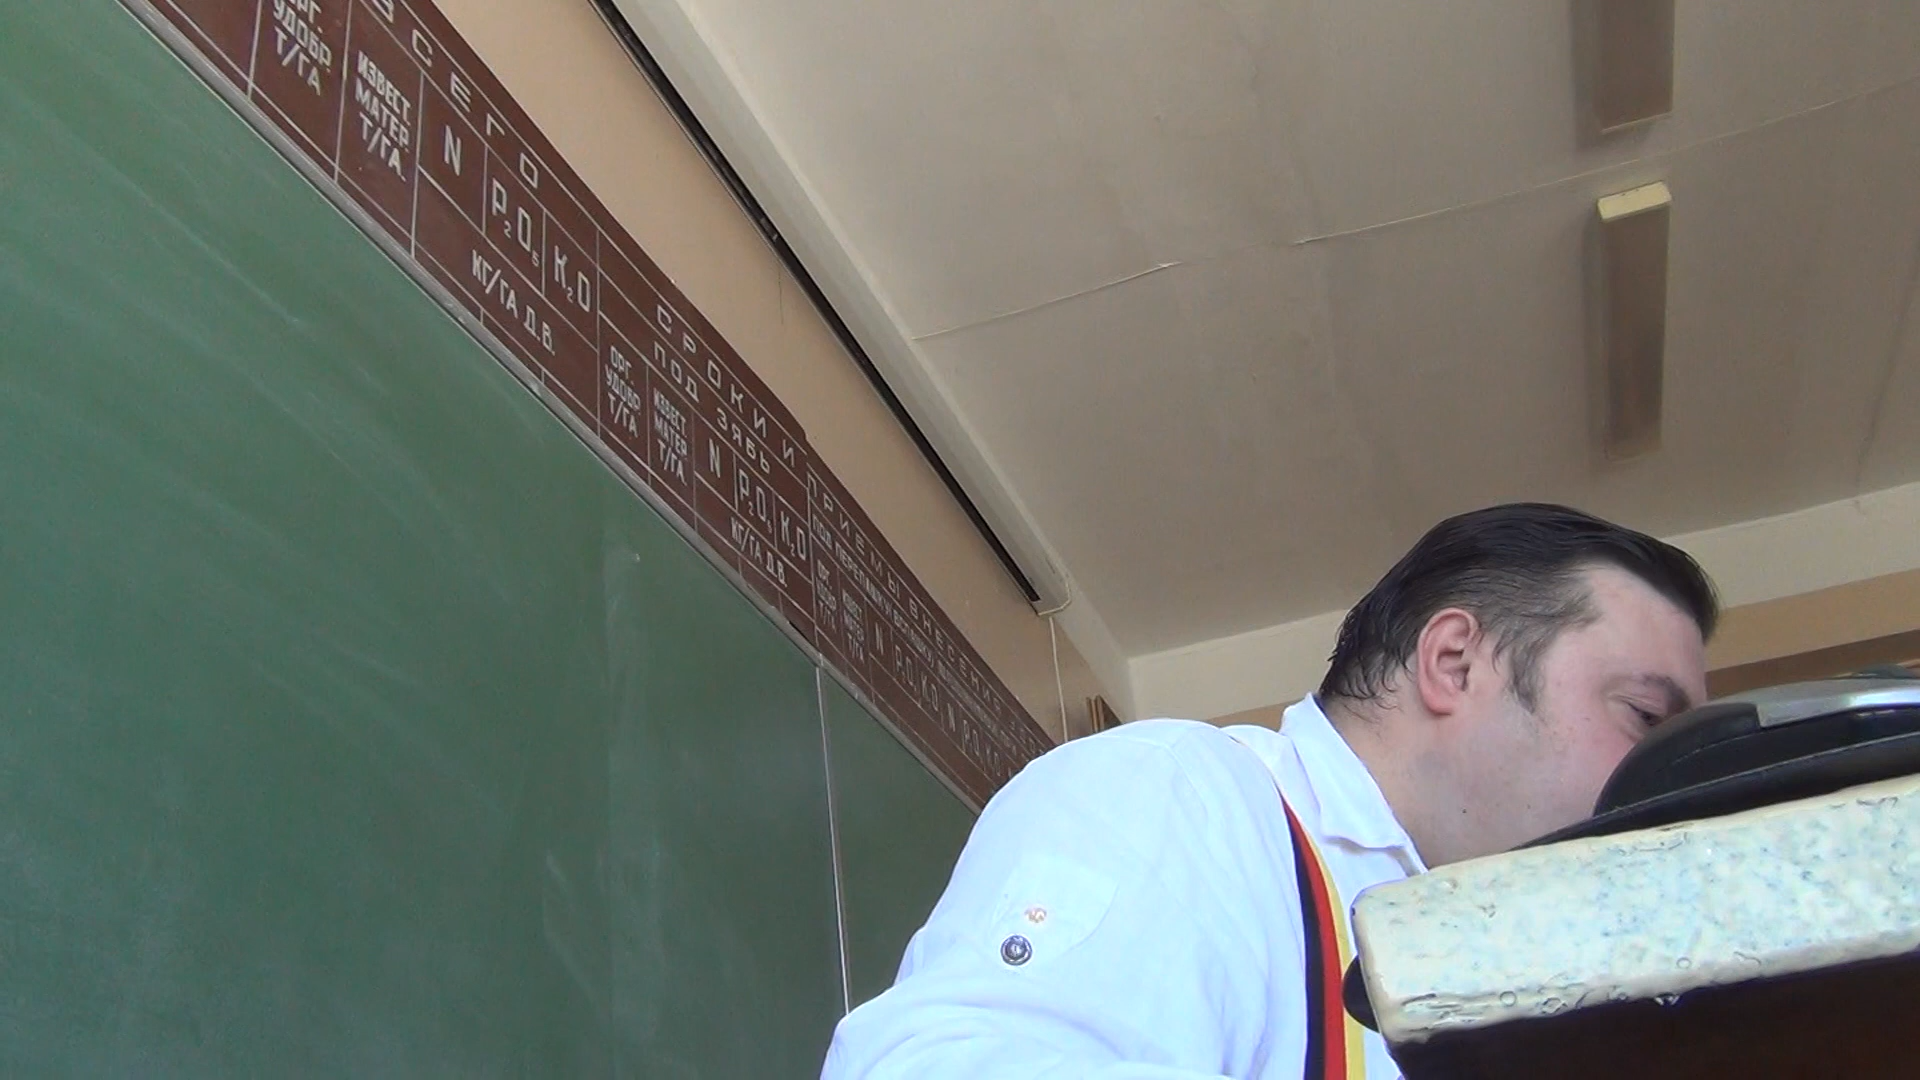 ВСЕГО
ОРГ.
УДОБР.
Т/ГА
ИЗВЕСТ.
МАТЕР.
Т/ГА.
N
P₂O₅
K₂O
КГ/ГА Д.В.
СРОКИ И ПРИЕМЫ ВНЕСЕНИЯ
ПОД ЗЯБЬ
ОРГ.
УДОБР.
Т/ГА
ИЗВЕСТ.
МАТЕР.
Т/ГА.
N
P₂O₅
K₂O
КГ/ГА Д.В.
ПОД
ОРГ.
УДОБР.
Т/ГА
ИЗВЕСТ.
МАТЕР.
Т/ГА
N
P₂O₅
K₂O
N
P₂O₅
K₂O